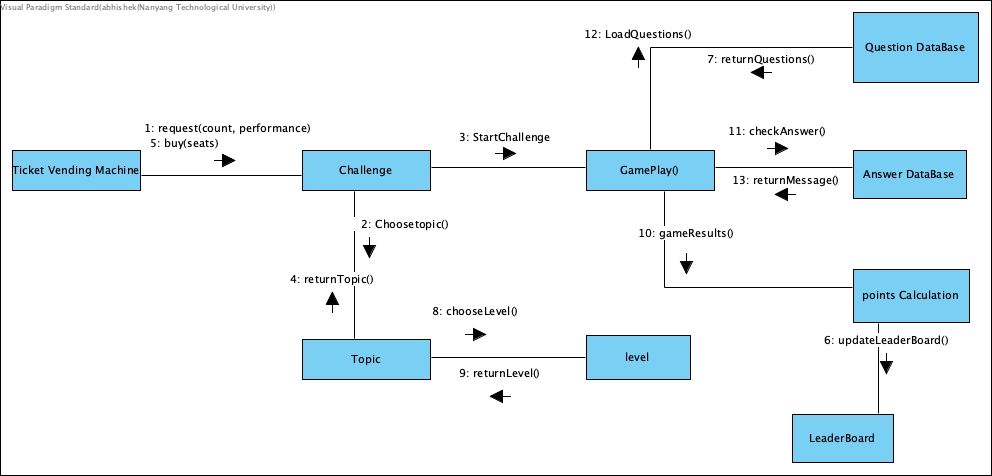 Visual Paradigm Standard(abhishek(Nanyang Technological University))
12: LoadQuestions()
Question DataBase
7: returnQuestions()
1: request(count, performance)
5: buy(seats)
3: StartChallenge
11: checkAnswer()
Ticket Vending Machine
Challenge
GamePlay()
Answer DataBase
13: returnMessage()
2: Choosetopic()
10: gameResults()
4: returnTopic()
points Calculation
8: chooseLevel()
6: updateLeaderBoard()
Topic
level
9: returnLevel()
LeaderBoard